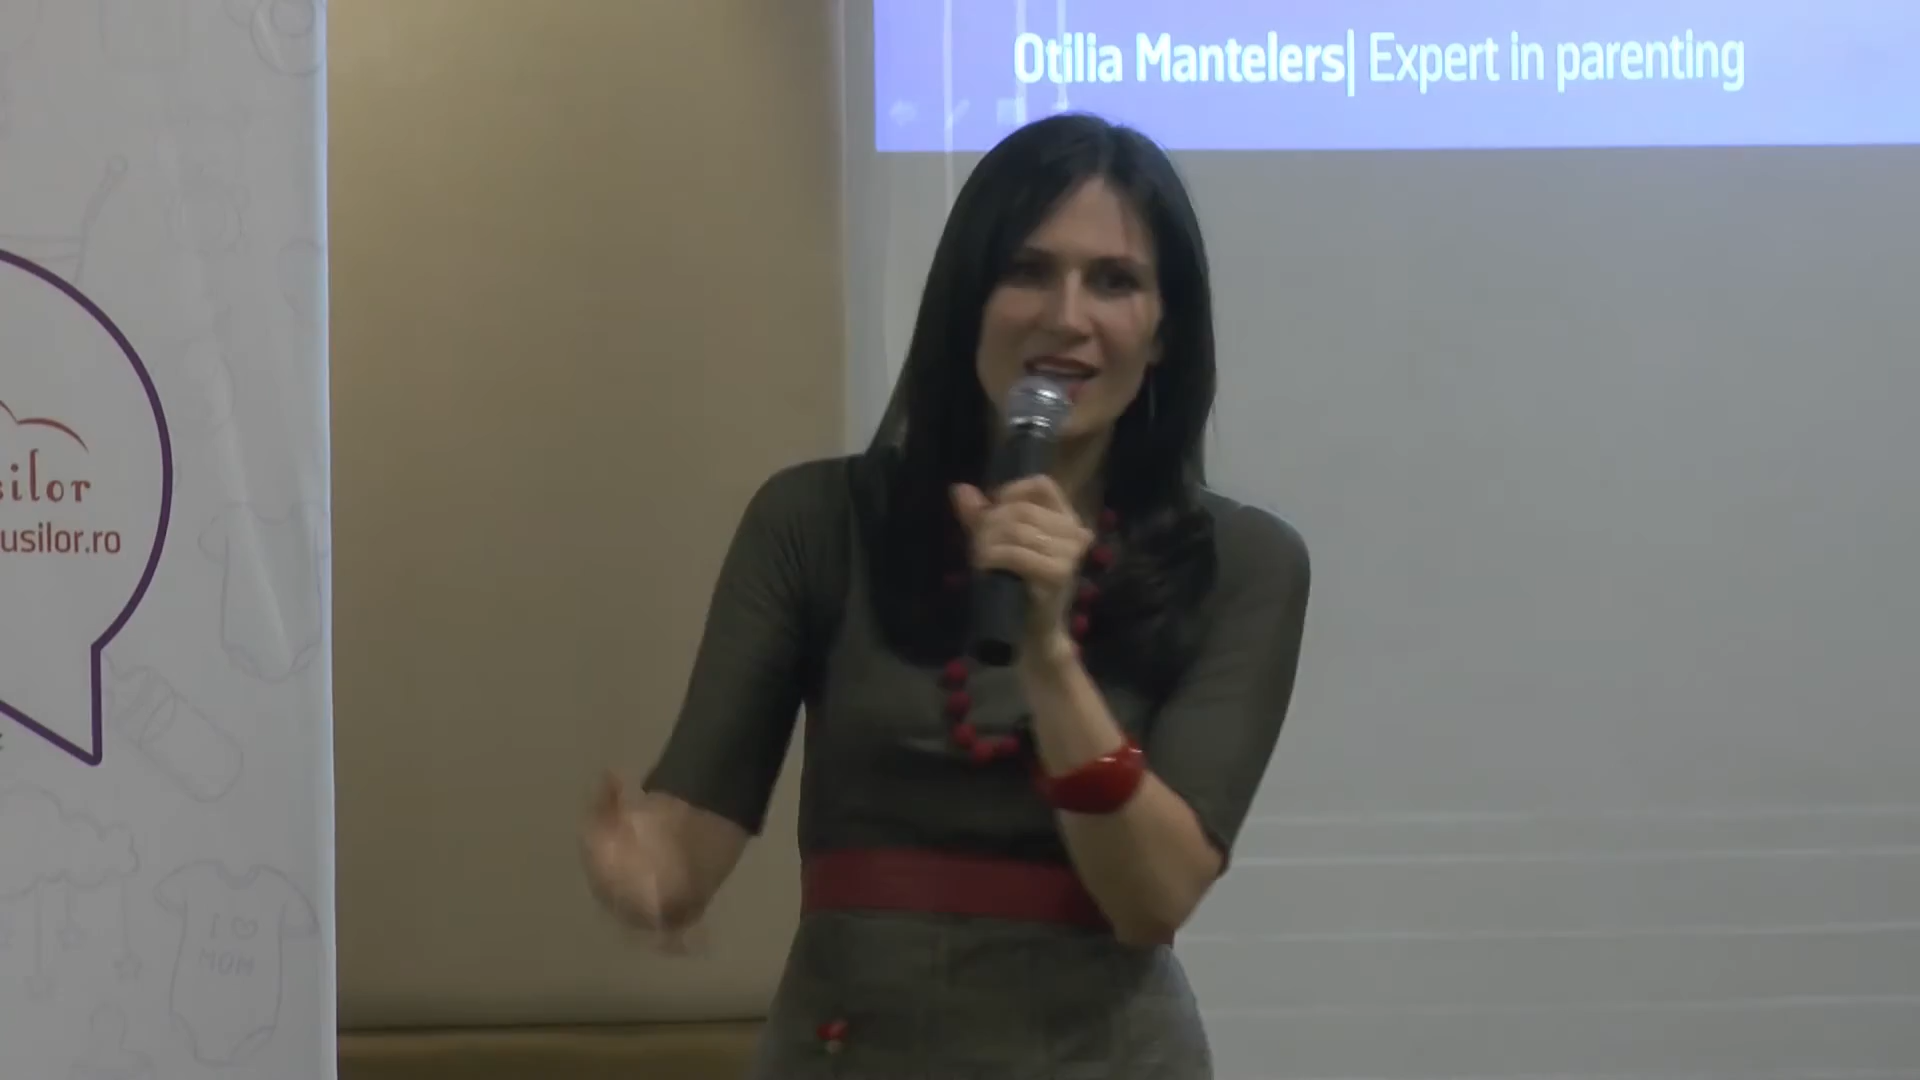 Otilia Mantelers| Expert in parenting
silor
usilor.ro
I ♡
MOM